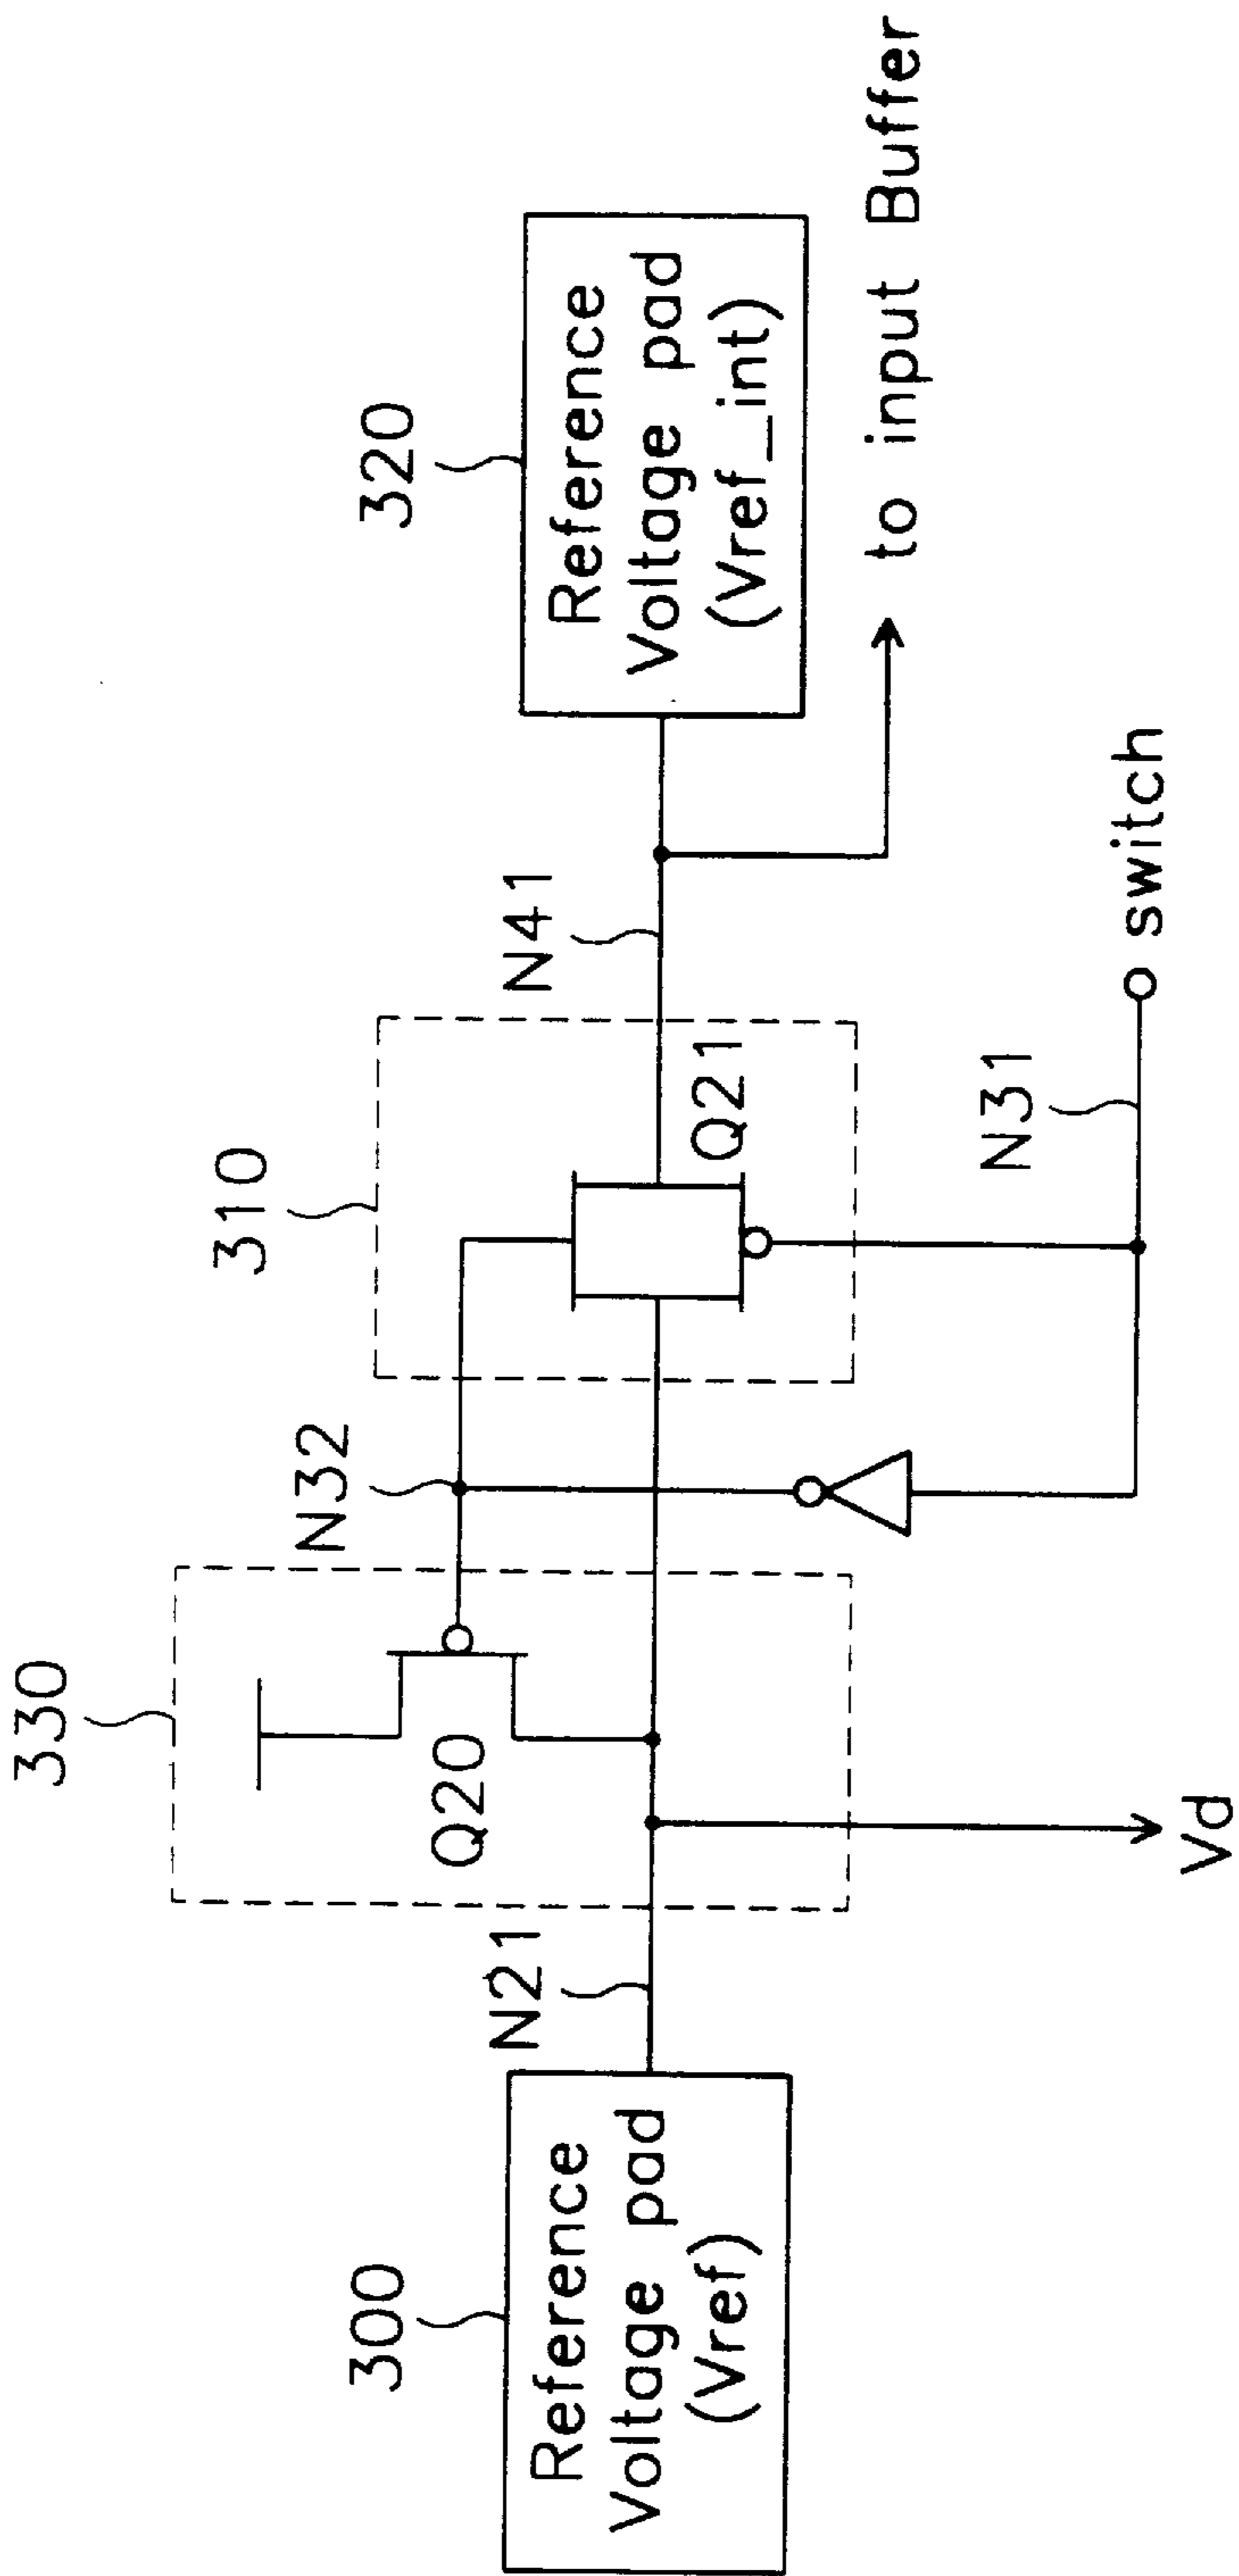 330
310
320
N32
Q20
N21
N41
Q21
300
Reference
Voltage pad
(Vref)
Reference
Voltage pad
(Vref_int)
to input Buffer
N31
switch
Vd